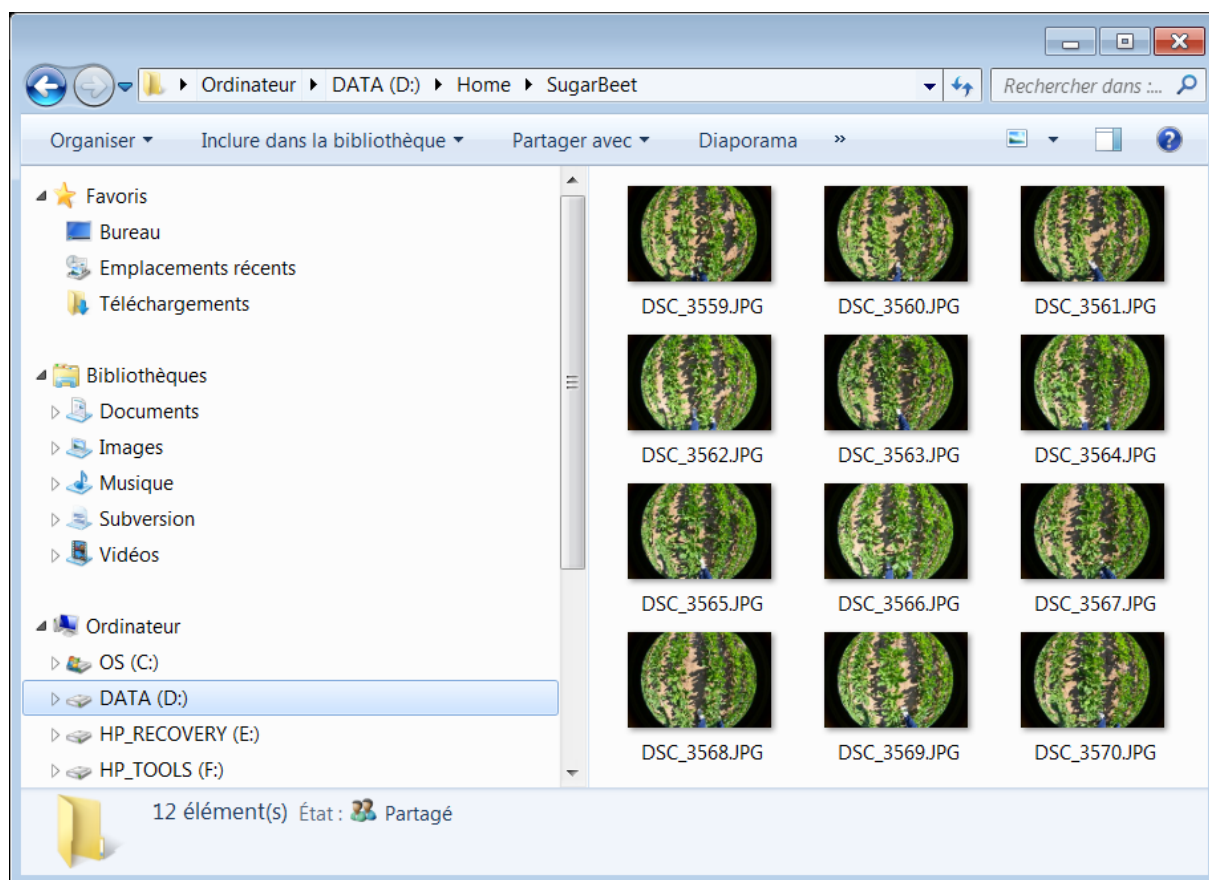 Ordinateur DATA (D:) Home SugarBeet
Rechercher dans :...
Organiser Inclure dans la bibliothèque Partager avec Diaporama »
Favoris
Bureau
Emplacements récents
Téléchargements
Bibliothèques
Documents
Images
Musique
Subversion
Vidéos
Ordinateur
OS (C:)
DATA (D:)
HP_RECOVERY (E:)
HP_TOOLS (F:)
DSC_3559.JPG DSC_3560.JPG DSC_3561.JPG
DSC_3562.JPG DSC_3563.JPG DSC_3564.JPG
DSC_3565.JPG DSC_3566.JPG DSC_3567.JPG
DSC_3568.JPG DSC_3569.JPG DSC_3570.JPG
12 élément(s) État : Partagé